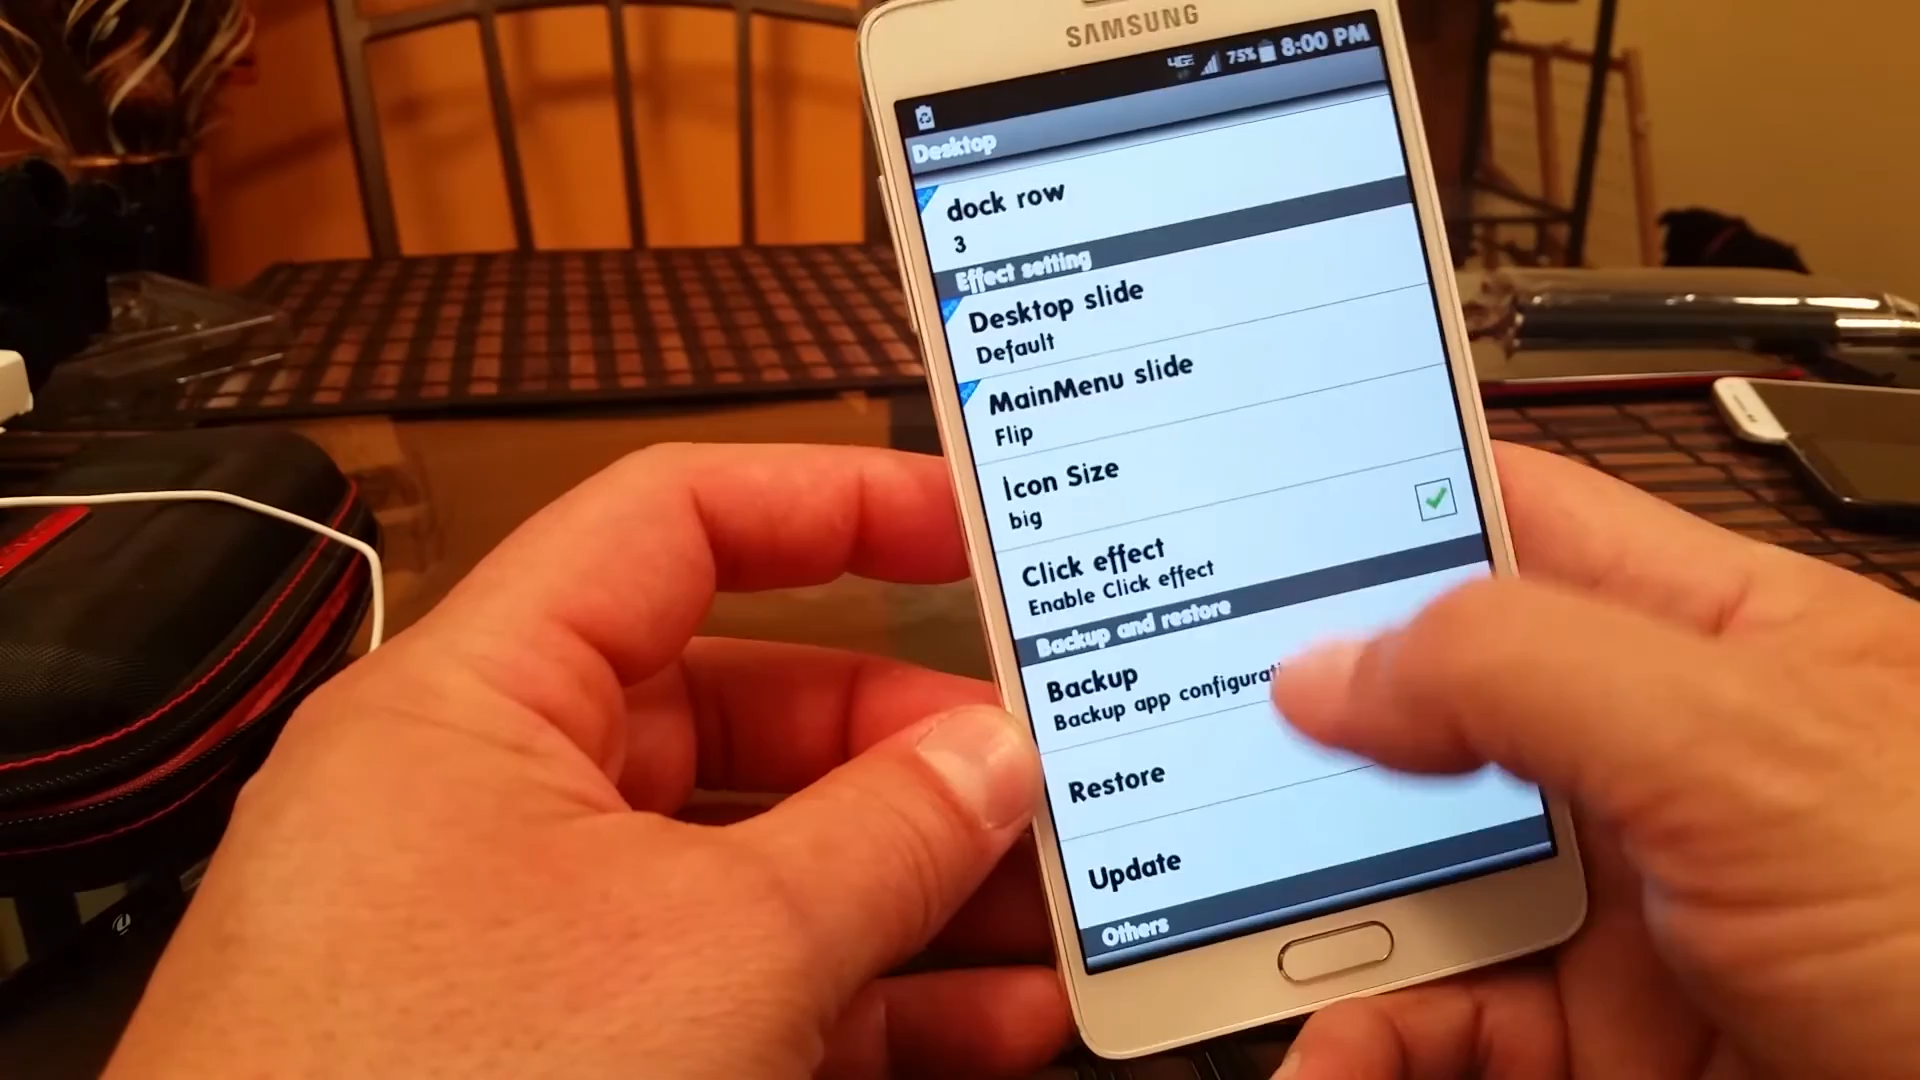 SAMSUNG
4GE 75% 8:00 PM
Desktop
dock row
3
Effect setting
Desktop slide
Default
MainMenu slide
Flip
Icon Size
big
Click effect
Enable Click effect
Backup and restore
Backup
Backup app
Restore
Update
Others